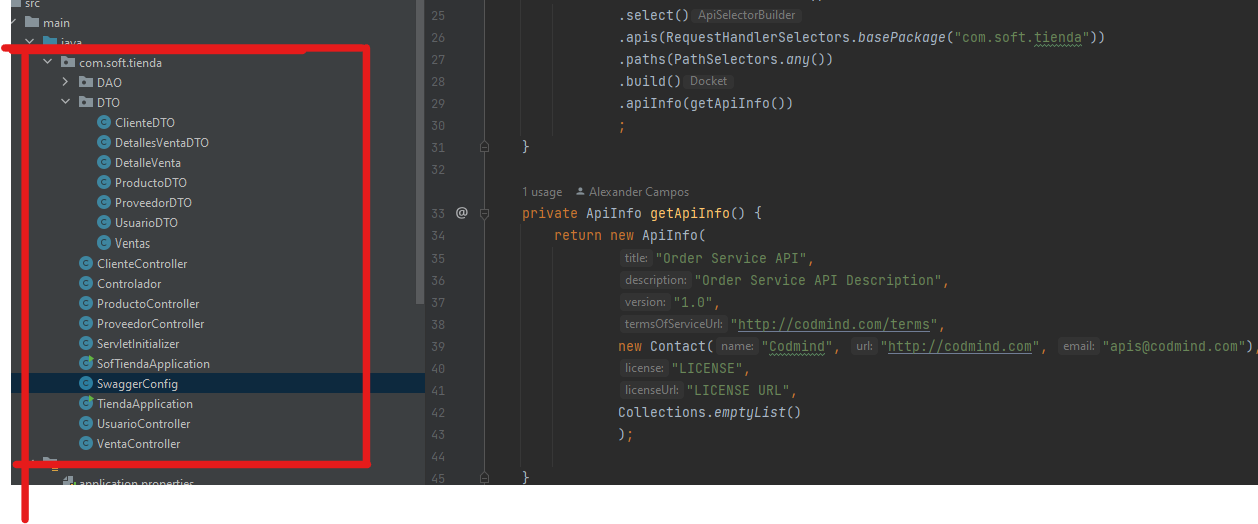 src
main
java
com.soft.tienda
DAO
DTO
ClienteDTO
DetallesVentaDTO
DetalleVenta
ProductoDTO
ProveedorDTO
UsuarioDTO
Ventas
ClienteController
Controlador
ProductoController
ProveedorController
ServletInitializer
SofTiendaApplication
SwaggerConfig
TiendaApplication
UsuarioController
VentaController
application.properties
25 .select() ApiSelectorBuilder
26 .apis(RequestHandlerSelectors.basePackage("com.soft.tienda"))
27 .paths(PathSelectors.any())
28 .build() Docket
29 .apiInfo(getApiInfo())
30 ;
31 }
32
1 usage Alexander Campos
33 @ private ApiInfo getApiInfo() {
34 return new ApiInfo(
35 title: "Order Service API",
36 description: "Order Service API Description",
37 version: "1.0",
38 termsOfServiceUrl: "http://codmind.com/terms",
39 new Contact( name: "Codmind", url: "http://codmind.com", email: "apis@codmind.com"),
40 license: "LICENSE",
41 licenseUrl: "LICENSE URL",
42 Collections.emptyList()
43 );
44
45 }